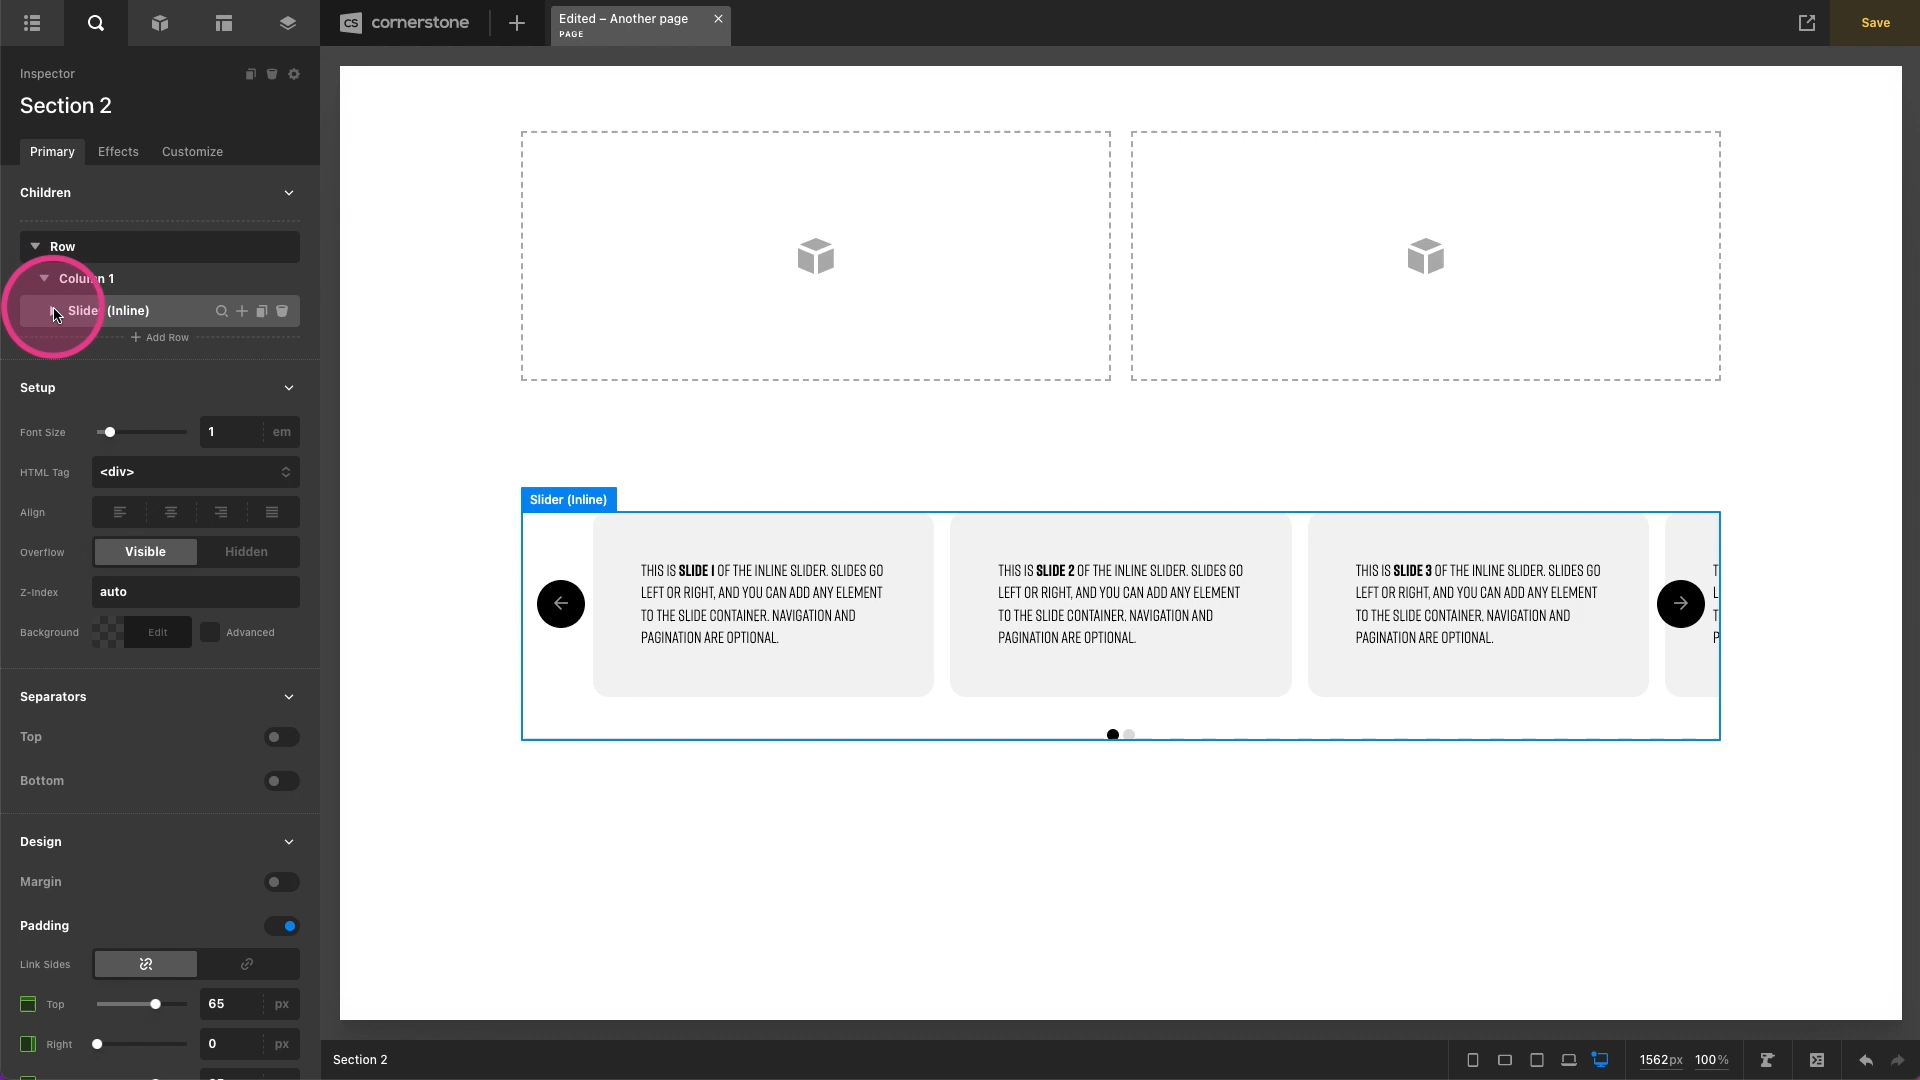 CS cornerstone
Edited – Another page
PAGE
Save
Inspector
Section 2
Primary
Effects
Customize
Children
Row
Column 1
Slider (Inline)
Add Row
Setup
Font Size
1
em
HTML Tag
<div>
Align
Overflow
Visible
Hidden
Z-Index
auto
Background
Edit
Advanced
Separators
Top
Bottom
Design
Margin
Padding
Link Sides
Top
65
px
Right
0
px
Slider (Inline)
THIS IS SLIDE 1 OF THE INLINE SLIDER. SLIDES GO
LEFT OR RIGHT, AND YOU CAN ADD ANY ELEMENT
TO THE SLIDE CONTAINER. NAVIGATION AND
PAGINATION ARE OPTIONAL.
THIS IS SLIDE 2 OF THE INLINE SLIDER. SLIDES GO
LEFT OR RIGHT, AND YOU CAN ADD ANY ELEMENT
TO THE SLIDE CONTAINER. NAVIGATION AND
PAGINATION ARE OPTIONAL.
THIS IS SLIDE 3 OF THE INLINE SLIDER. SLIDES GO
LEFT OR RIGHT, AND YOU CAN ADD ANY ELEMENT
TO THE SLIDE CONTAINER. NAVIGATION AND
PAGINATION ARE OPTIONAL.
T
L
T
P
Section 2
1562px
100%